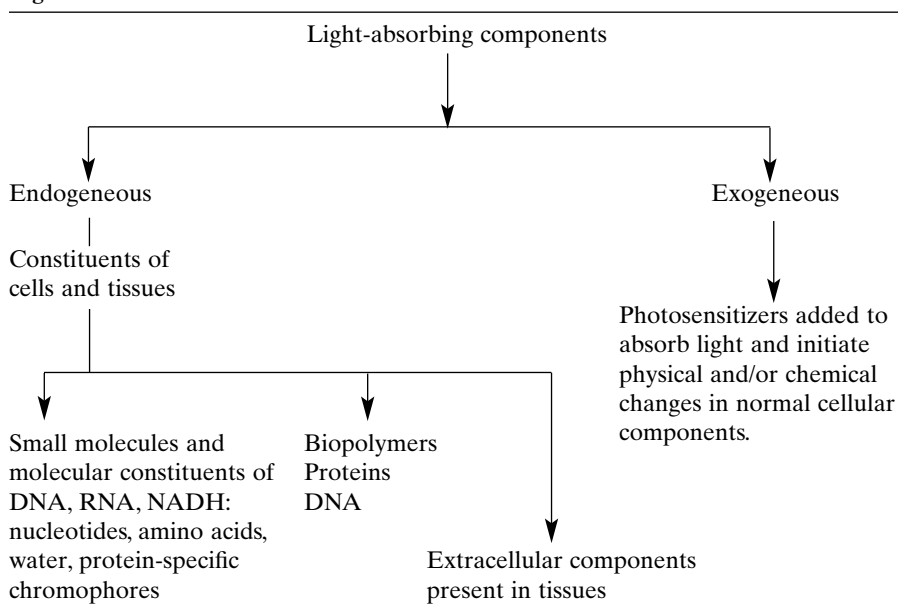 Light-absorbing components
Endogeneous
Exogeneous
Constituents of
cells and tissues
Photosensitizers added to
absorb light and initiate
physical and/or chemical
changes in normal cellular
components.
Small molecules and
molecular constituents of
DNA, RNA, NADH:
nucleotides, amino acids,
water, protein-specific
chromophores
Biopolymers
Proteins
DNA
Extracellular components
present in tissues